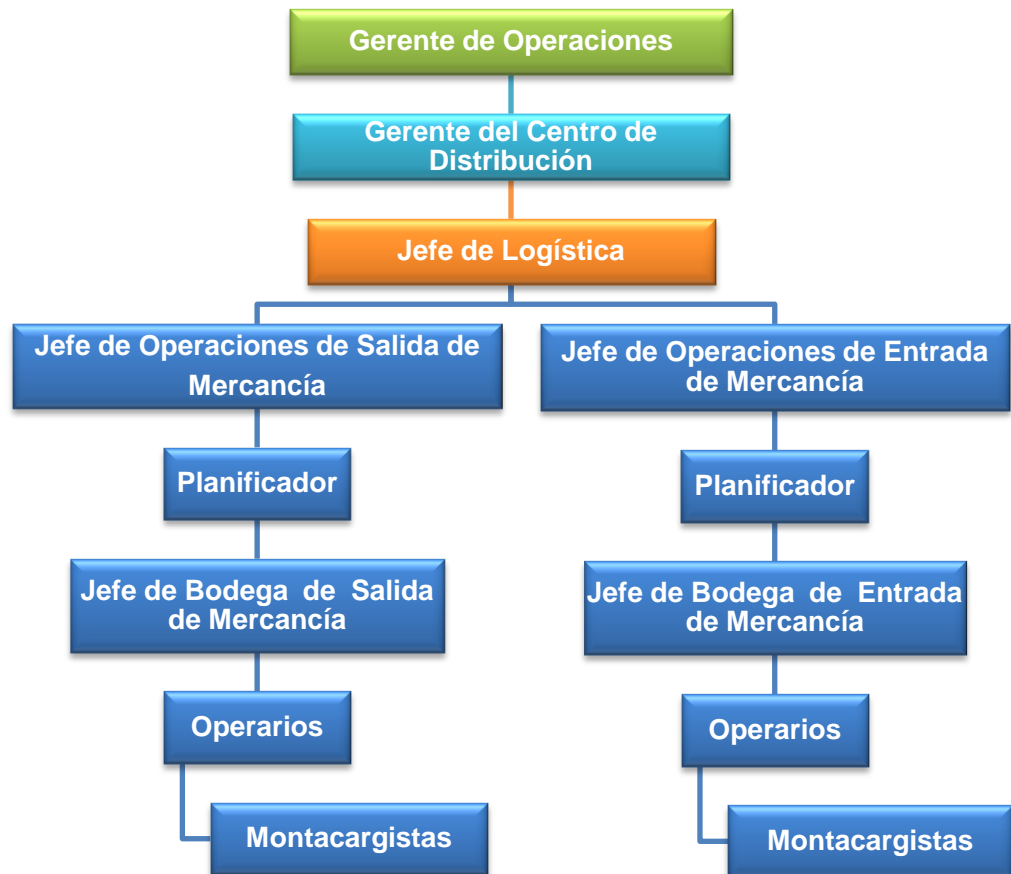 Gerente de Operaciones
Gerente del Centro de
Distribución
Jefe de Logística
Jefe de Operaciones de Salida de
Mercancía
Jefe de Operaciones de Entrada
de Mercancía
Planificador
Planificador
Jefe de Bodega de Salida
de Mercancía
Jefe de Bodega de Entrada
de Mercancía
Operarios
Operarios
Montacargistas
Montacargistas